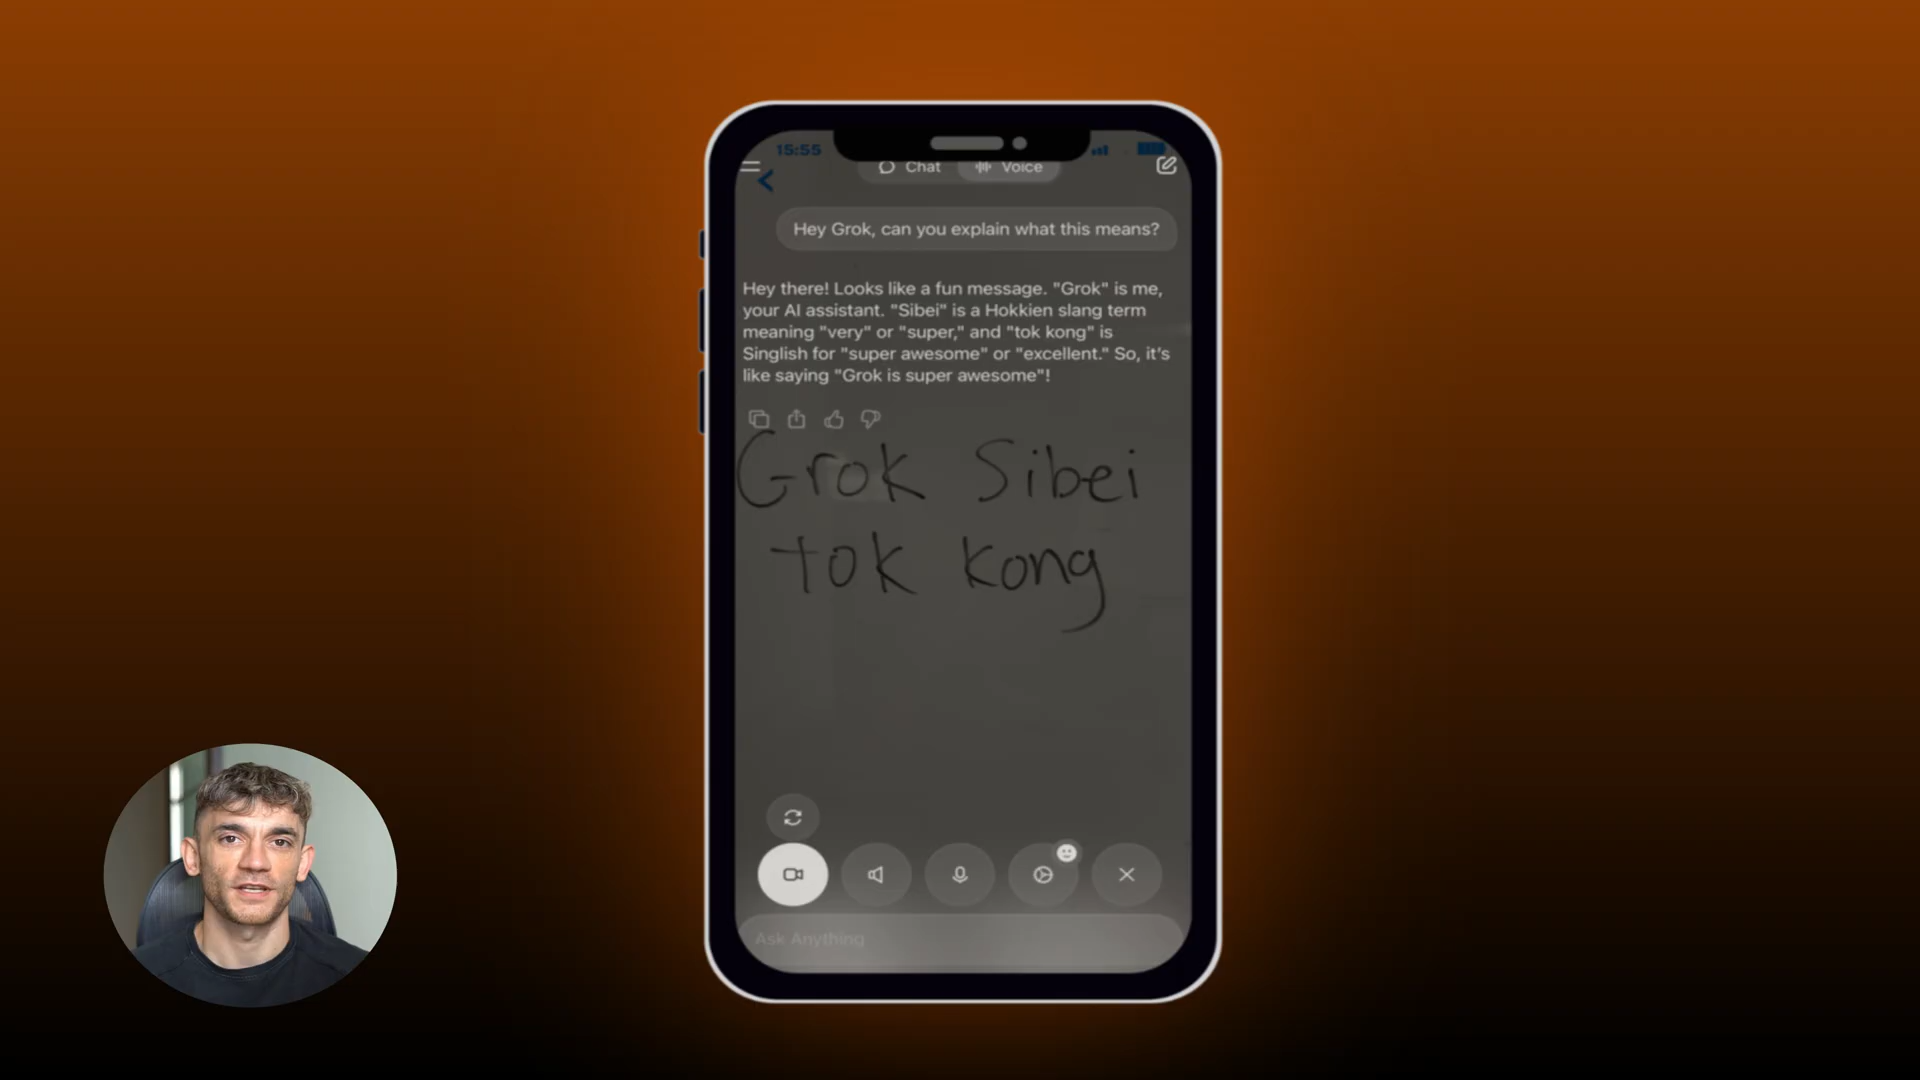 15:55
Chat Voice
Hey Grok, can you explain what this means?
Hey there! Looks like a fun message. "Grok" is me,
your AI assistant. "Sibei" is a Hokkien slang term
meaning "very" or "super," and "tok kong" is
Singlish for "super awesome" or "excellent." So, it's
like saying "Grok is super awesome"!
Grok Sibei
tok kong
Ask Anything